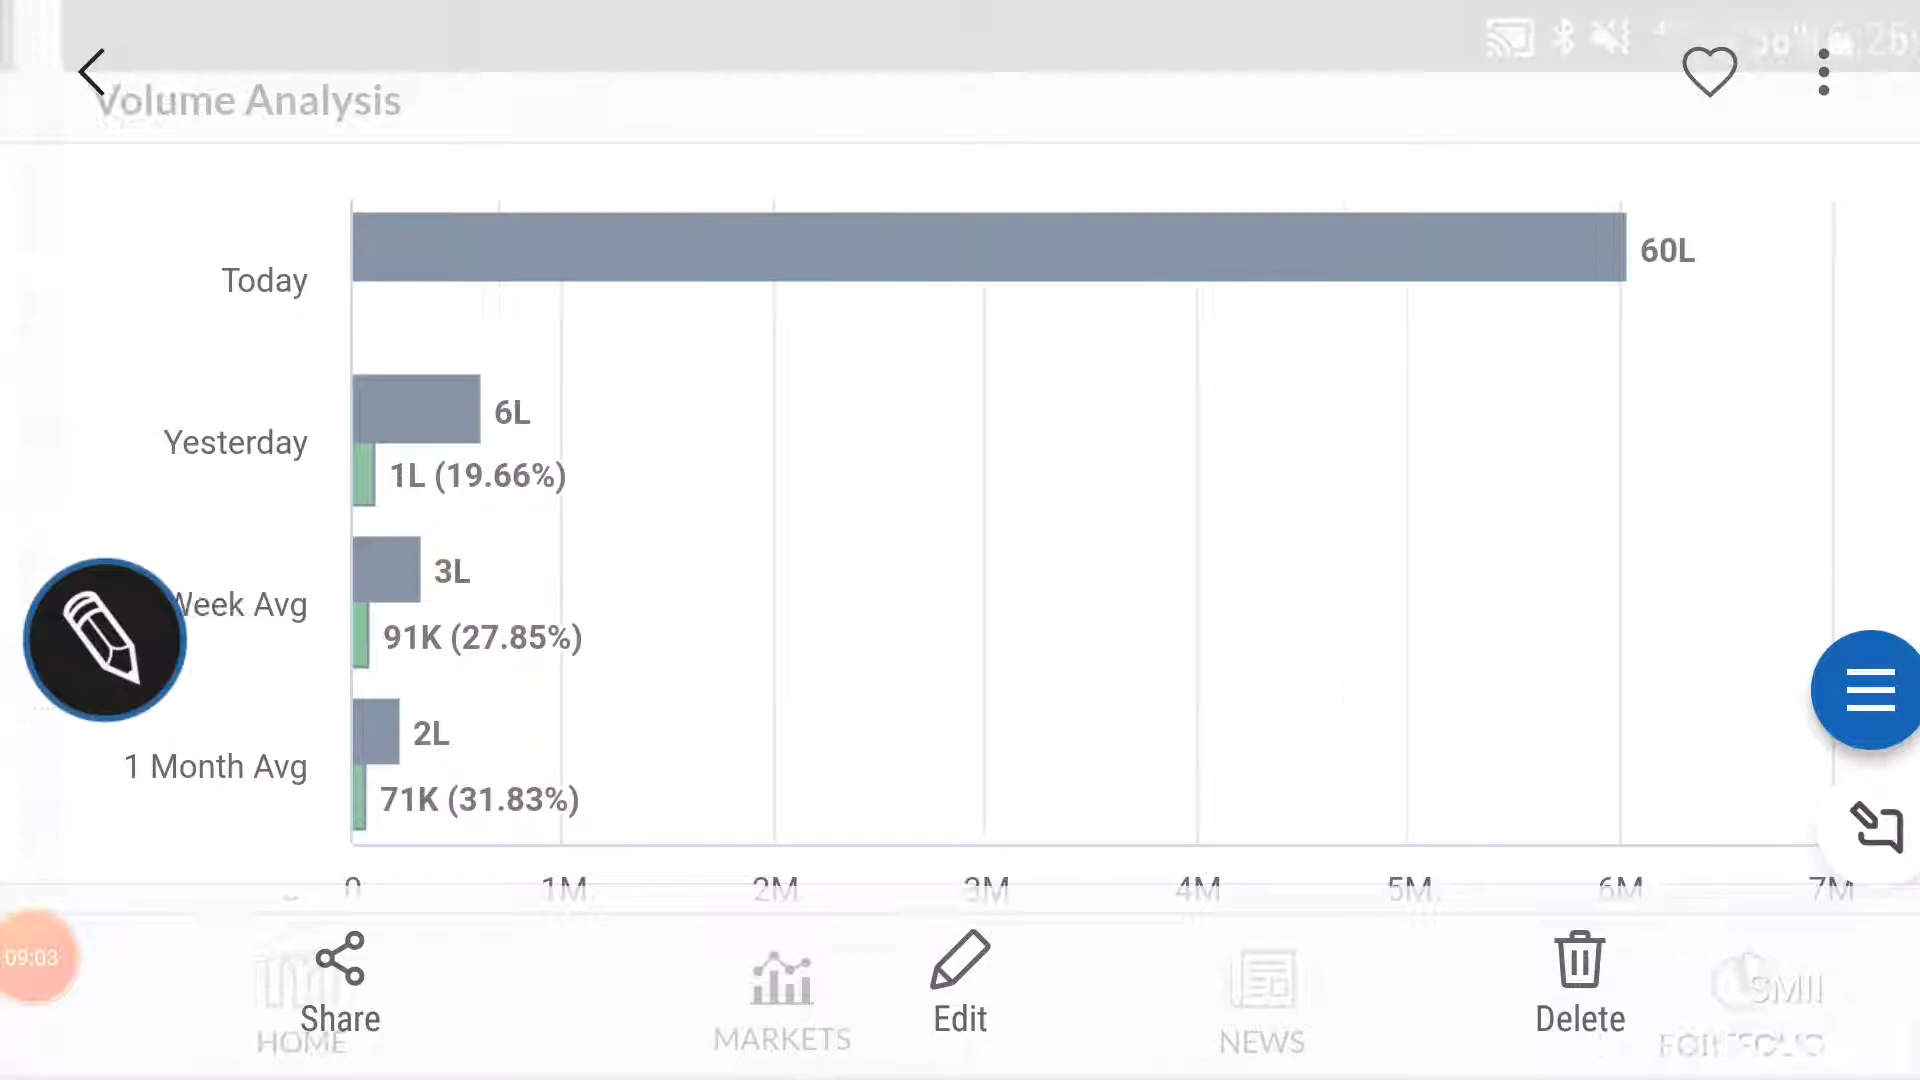 Volume Analysis
Today
60L
Yesterday
6L
1L (19.66%)
Week Avg
3L
91K (27.85%)
1 Month Avg
2L
71K (31.83%)
0 1M 2M 3M 4M 5M 6M 7M
09:03
Share
Edit
Delete
SMII
HOME
MARKETS
NEWS